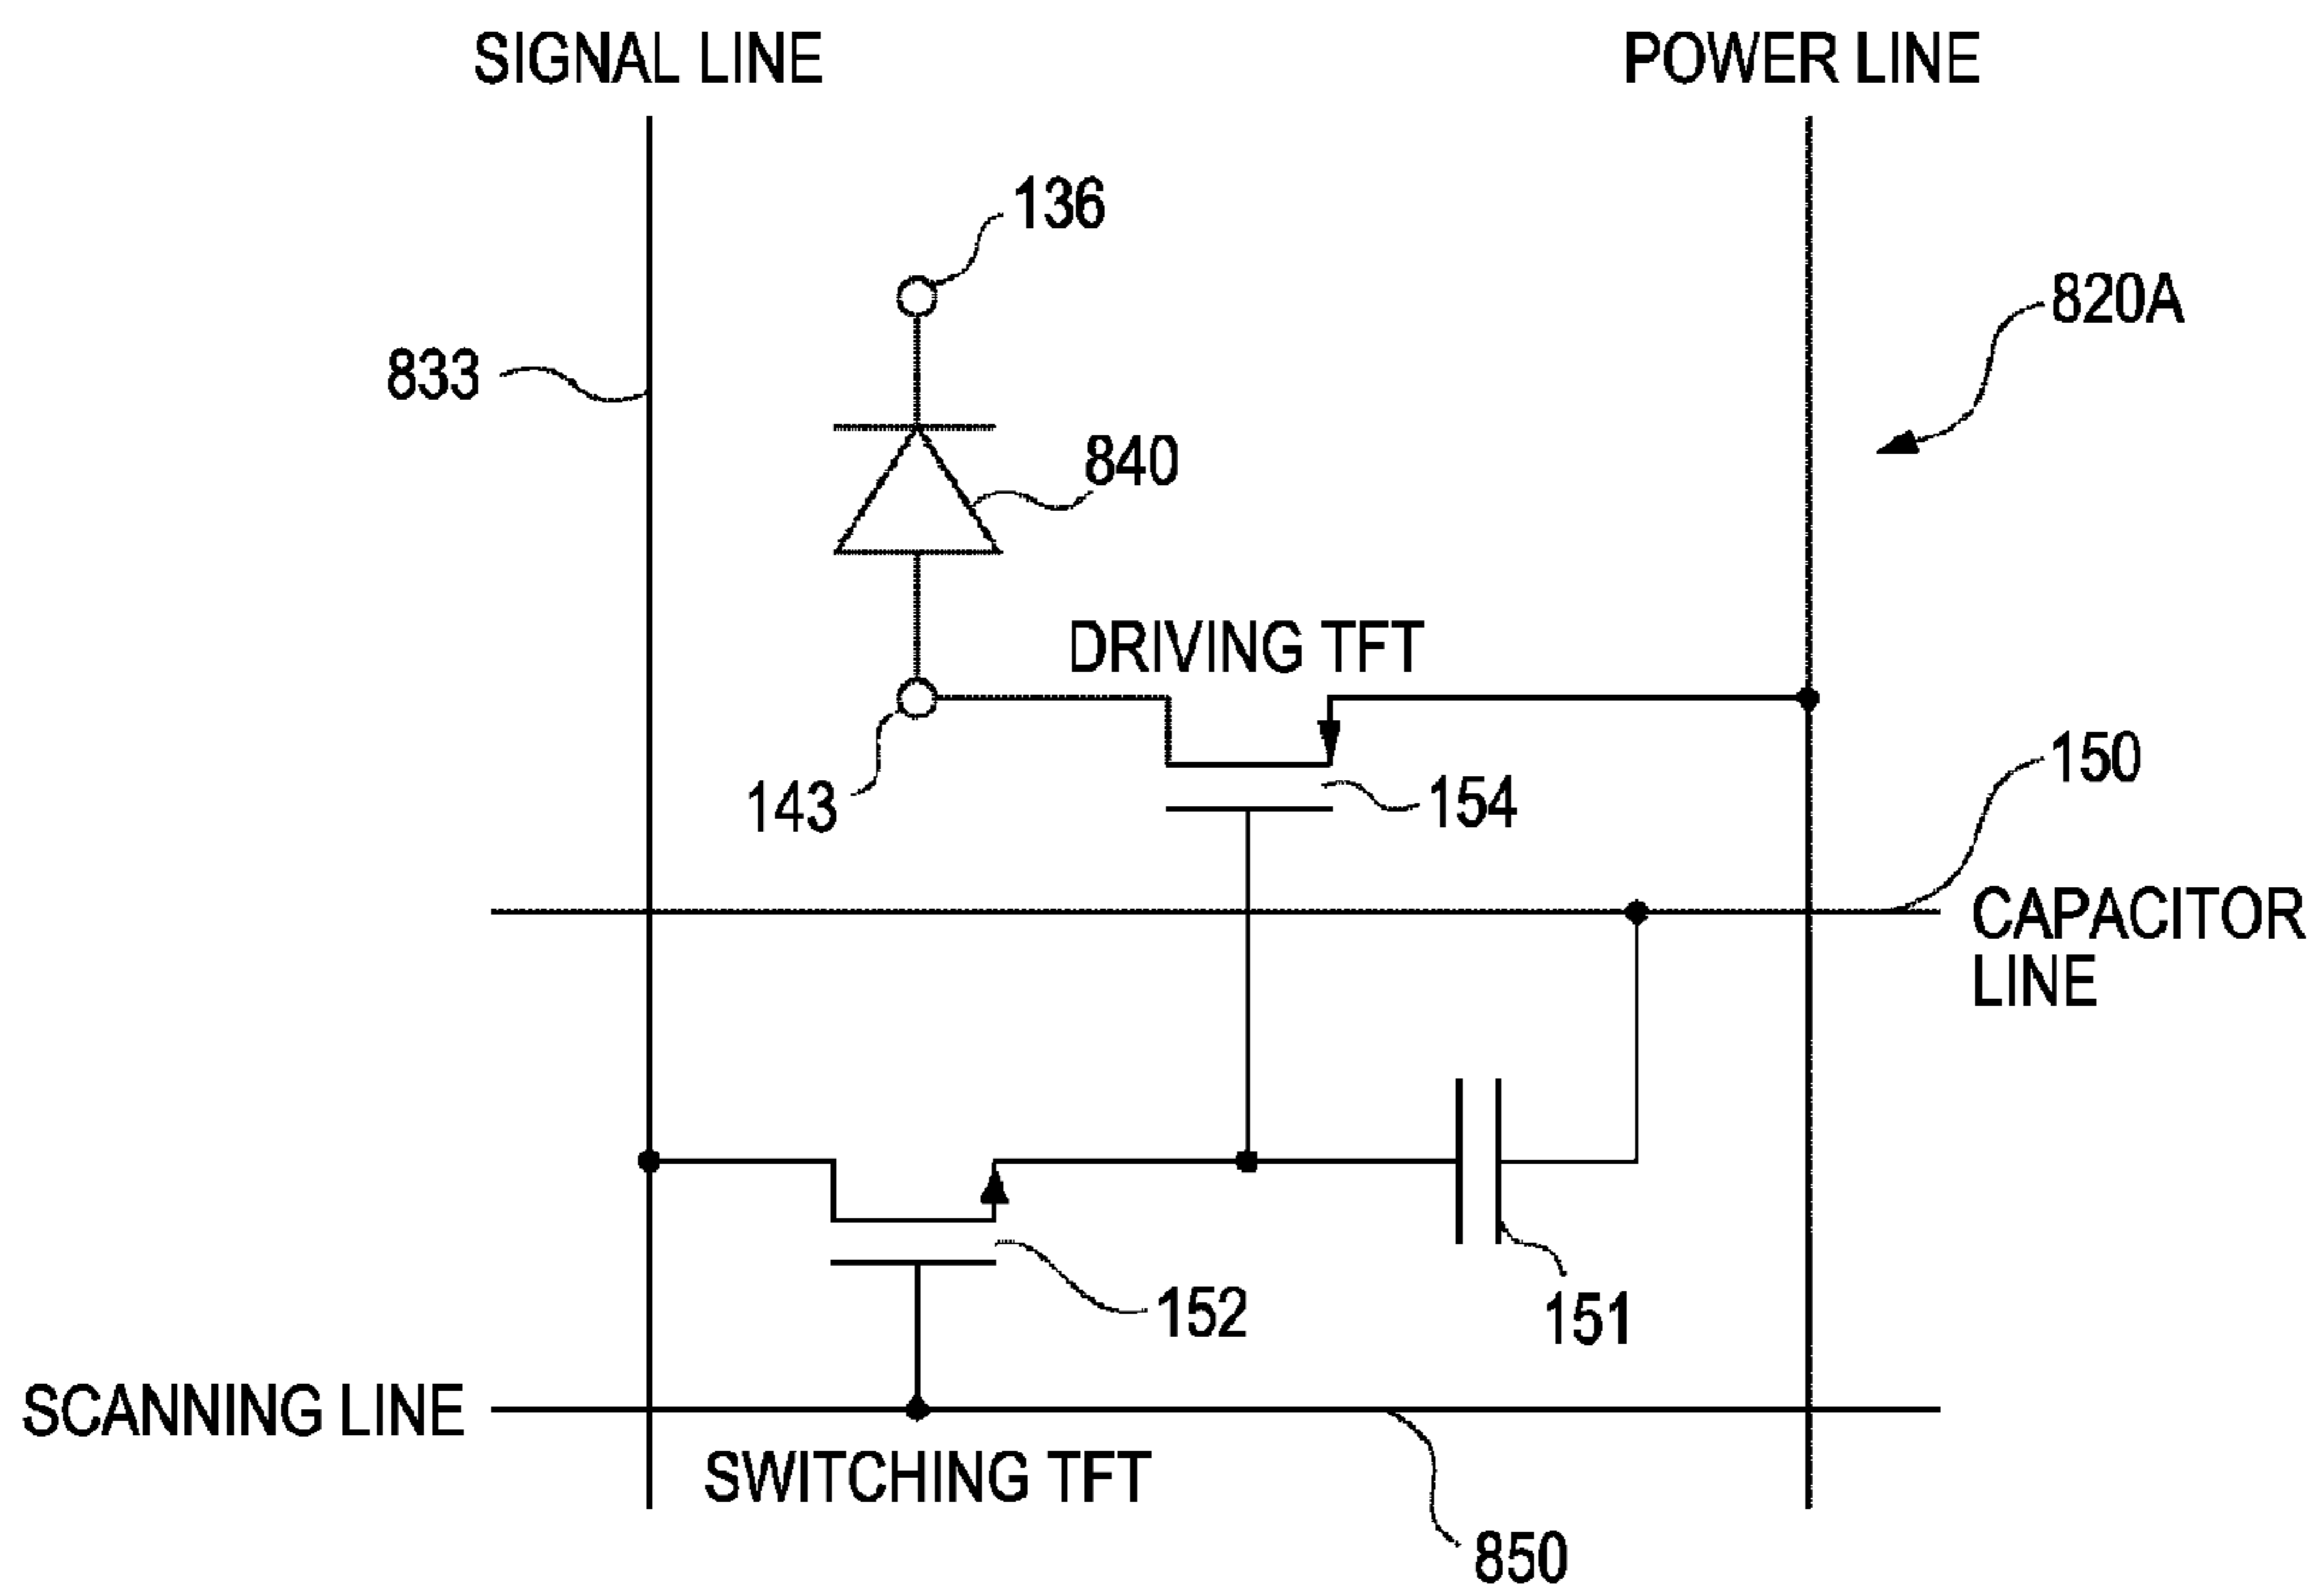 SIGNAL LINE
POWER LINE
136
820A
833
840
DRIVING TFT
150
143
154
CAPACITOR
LINE
152
151
SCANNING LINE
SWITCHING TFT
850